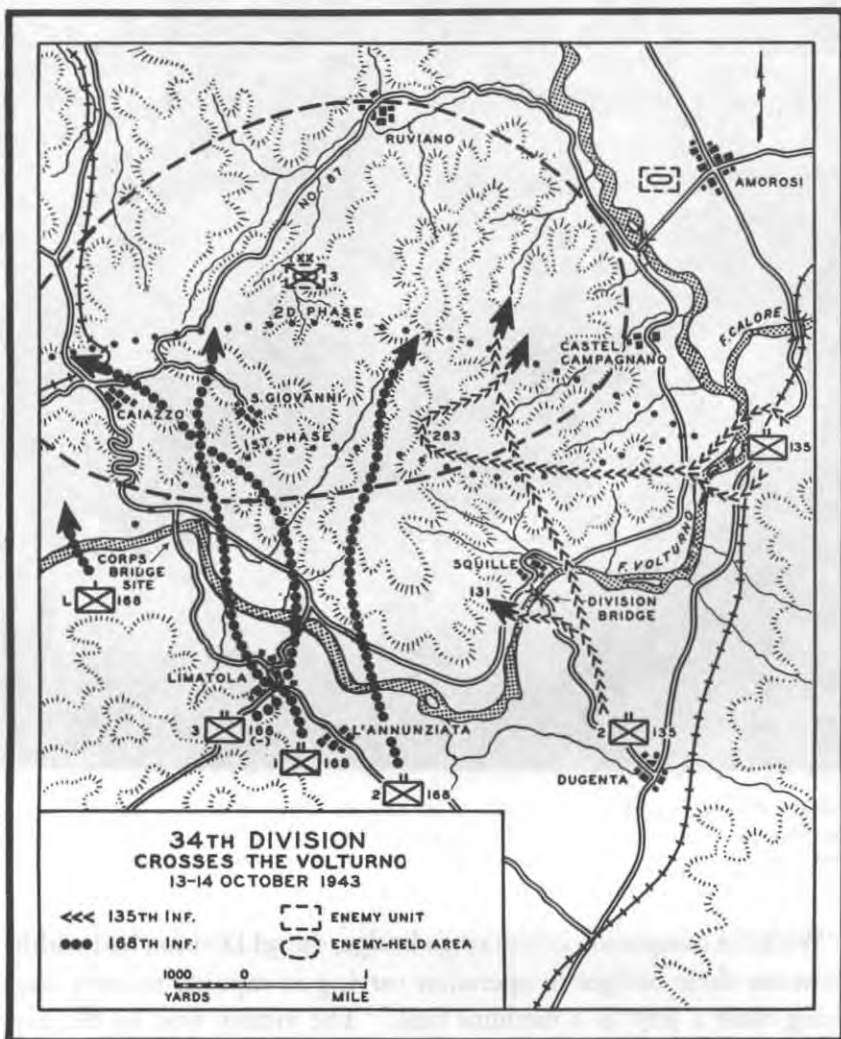 RUVIANO
AMOROSI
NO. 87
XX
3
2D PHASE
CASTEL
CAMPAGNANO
F. CALORE
S. GIOVANNI
CAIAZZO
1ST PHASE
283
135
CORPS
BRIDGE
SITE
SQUILLE
F. VOLTURNO
131
DIVISION
BRIDGE
L
168
LIMATOLA
3
168
(-)
L'ANNUNZIATA
1
168
2
135
DUGENTA
2
168
34TH DIVISION
CROSSES THE VOLTURNO
13-14 OCTOBER 1943
135TH INF.
ENEMY UNIT
168TH INF.
ENEMY-HELD AREA
1000 0 1
YARDS MILE